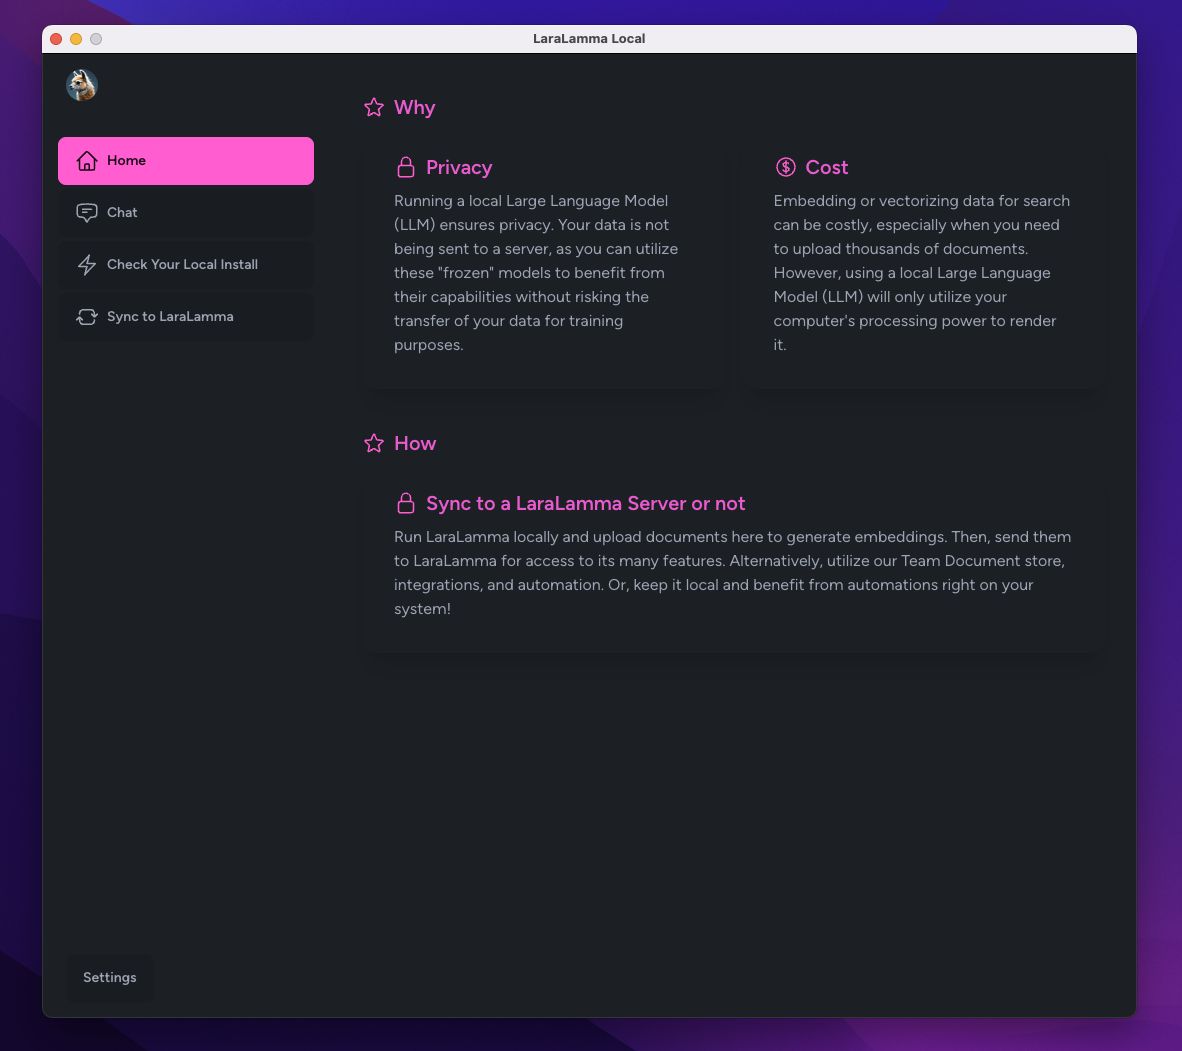 LaraLamma Local
Home
Chat
Check Your Local Install
Sync to LaraLamma
Settings
Why
Privacy
Running a local Large Language Model
(LLM) ensures privacy. Your data is not
being sent to a server, as you can utilize
these "frozen" models to benefit from
their capabilities without risking the
transfer of your data for training
purposes.
Cost
Embedding or vectorizing data for search
can be costly, especially when you need
to upload thousands of documents.
However, using a local Large Language
Model (LLM) will only utilize your
computer's processing power to render
it.
How
Sync to a LaraLamma Server or not
Run LaraLamma locally and upload documents here to generate embeddings. Then, send them
to LaraLamma for access to its many features. Alternatively, utilize our Team Document store,
integrations, and automation. Or, keep it local and benefit from automations right on your
system!